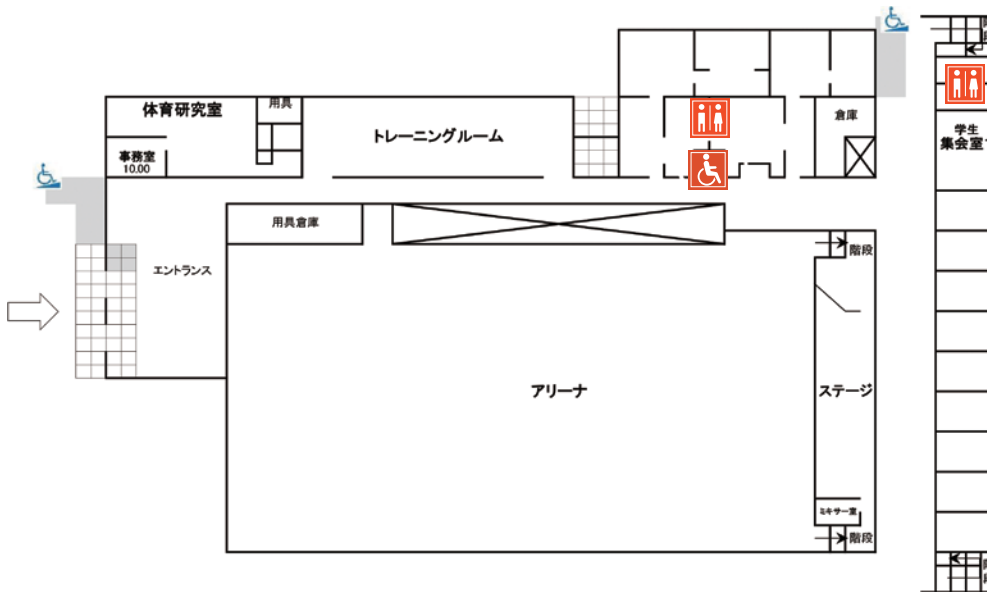 体育研究室
用具
トレーニングルーム
倉庫
事務室
10.00
学生
集会室
用具倉庫
エントランス
階段
アリーナ
ステージ
ミキサー室
階段